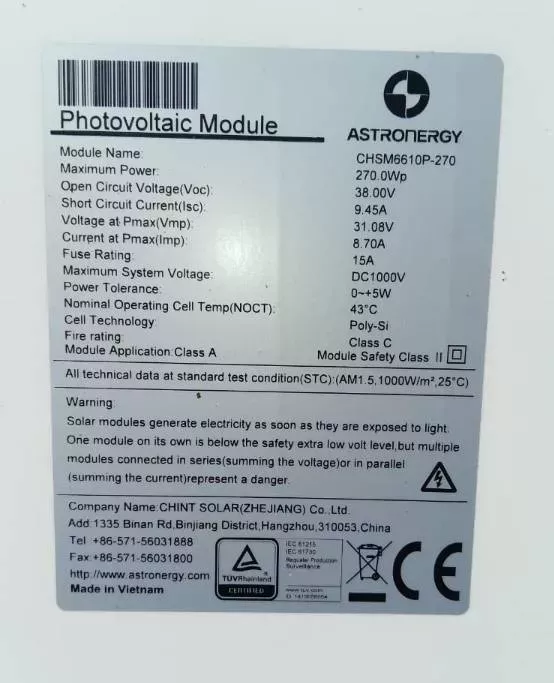 Photovoltaic Module
ASTRONERGY
Module Name: CHSM6610P-270
Maximum Power: 270.0Wp
Open Circuit Voltage(Voc): 38.00V
Short Circuit Current(Isc): 9.45A
Voltage at Pmax(Vmp): 31.08V
Current at Pmax(Imp): 8.70A
Fuse Rating: 15A
Maximum System Voltage: DC1000V
Power Tolerance: 0~+5W
Nominal Operating Cell Temp(NOCT): 43°C
Cell Technology: Poly-Si
Fire rating: Class C
Module Application:Class A Module Safety Class II
All technical data at standard test condition(STC):(AM1.5,1000W/m²,25°C)
Warning:
Solar modules generate electricity as soon as they are exposed to light.
One module on its own is below the safety extra low volt level,but multiple
modules connected in series(summing the voltage)or in parallel
(summing the current)represent a danger.
Company Name:CHINT SOLAR(ZHEJIANG) Co.,Ltd.
Add:1335 Binan Rd,Binjiang District,Hangzhou,310053,China
Tel :+86-571-56031888
Fax:+86-571-56031800
http://www.astronergy.com
Made in Vietnam
TÜVRheinland
CERTIFIED
IEC 61215
IEC 61730
Regular Production
Surveillance
www.tuv.com
CE